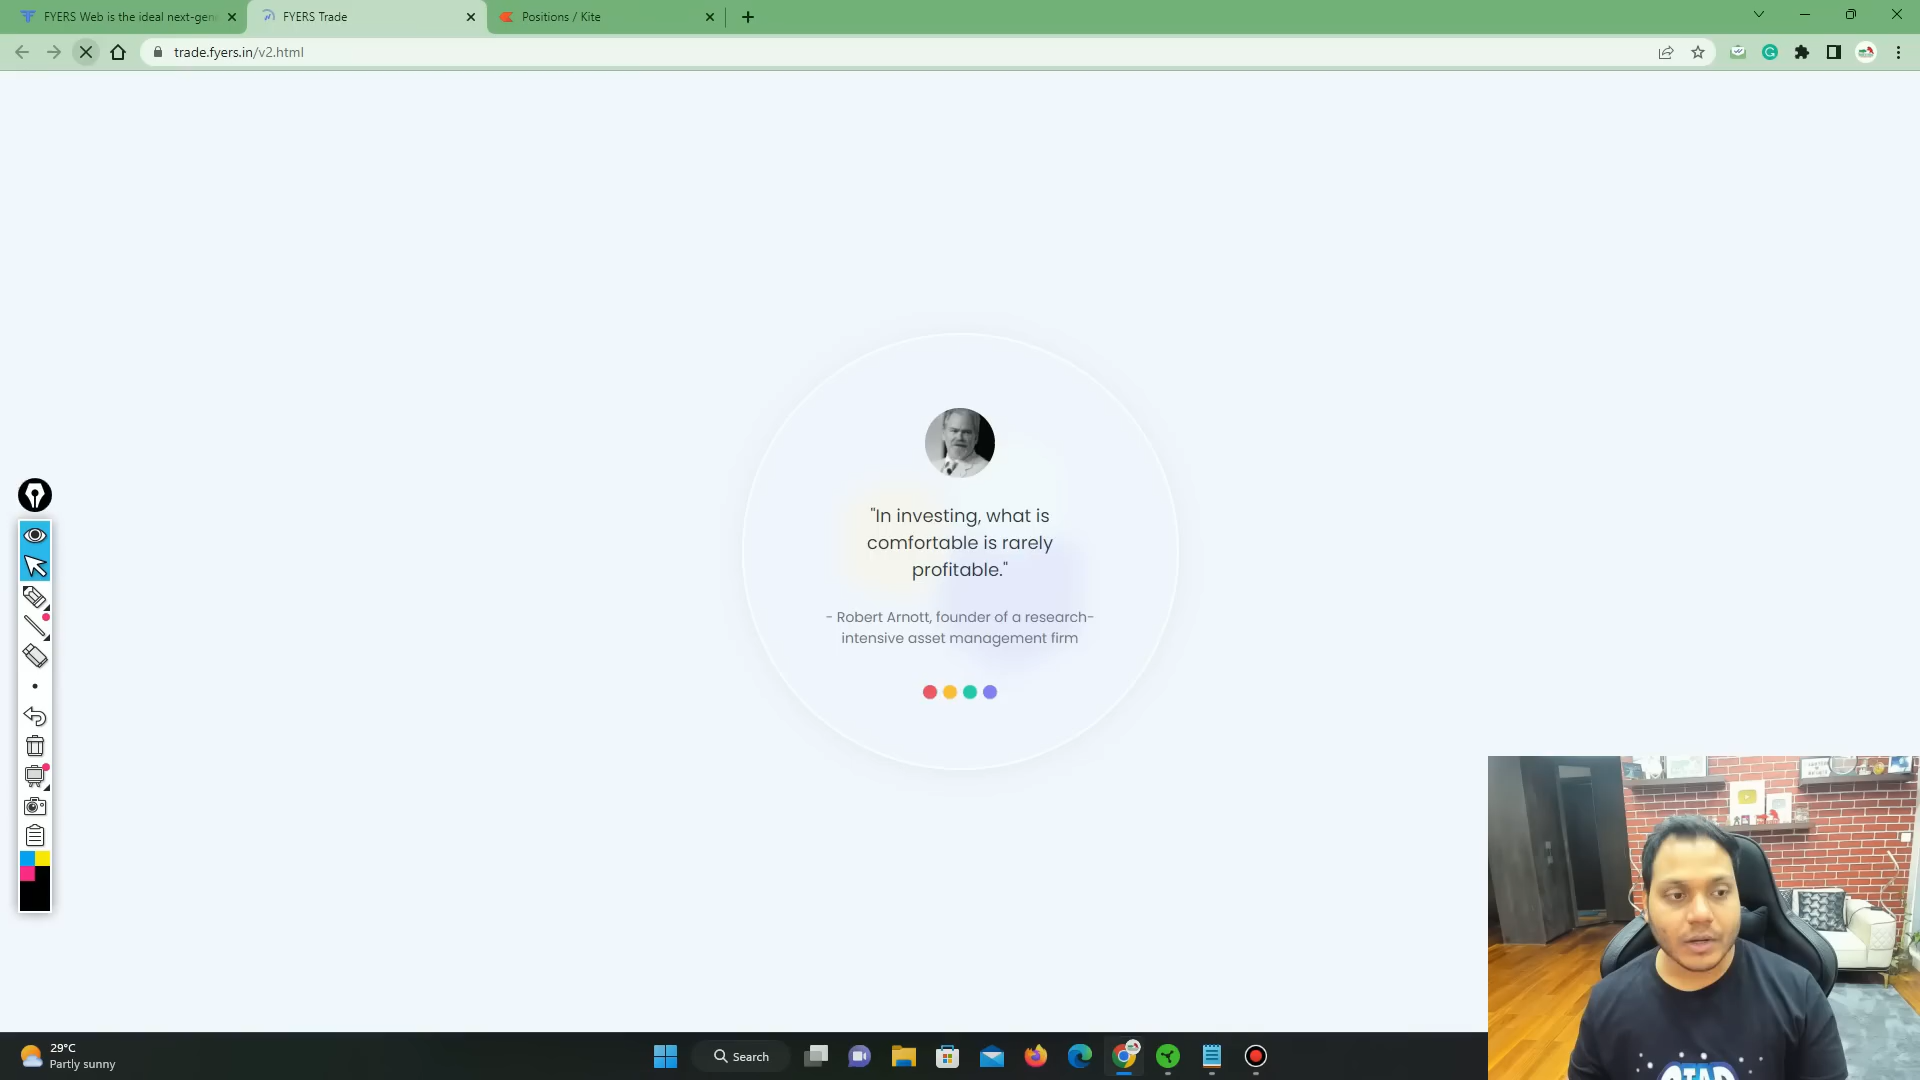 FYERS Web is the ideal next-gen
FYERS Trade
Positions / Kite
trade.fyers.in/v2.html
"In investing, what is
comfortable is rarely
profitable."
- Robert Arnott, founder of a research-
intensive asset management firm
29°C
Partly sunny
Search